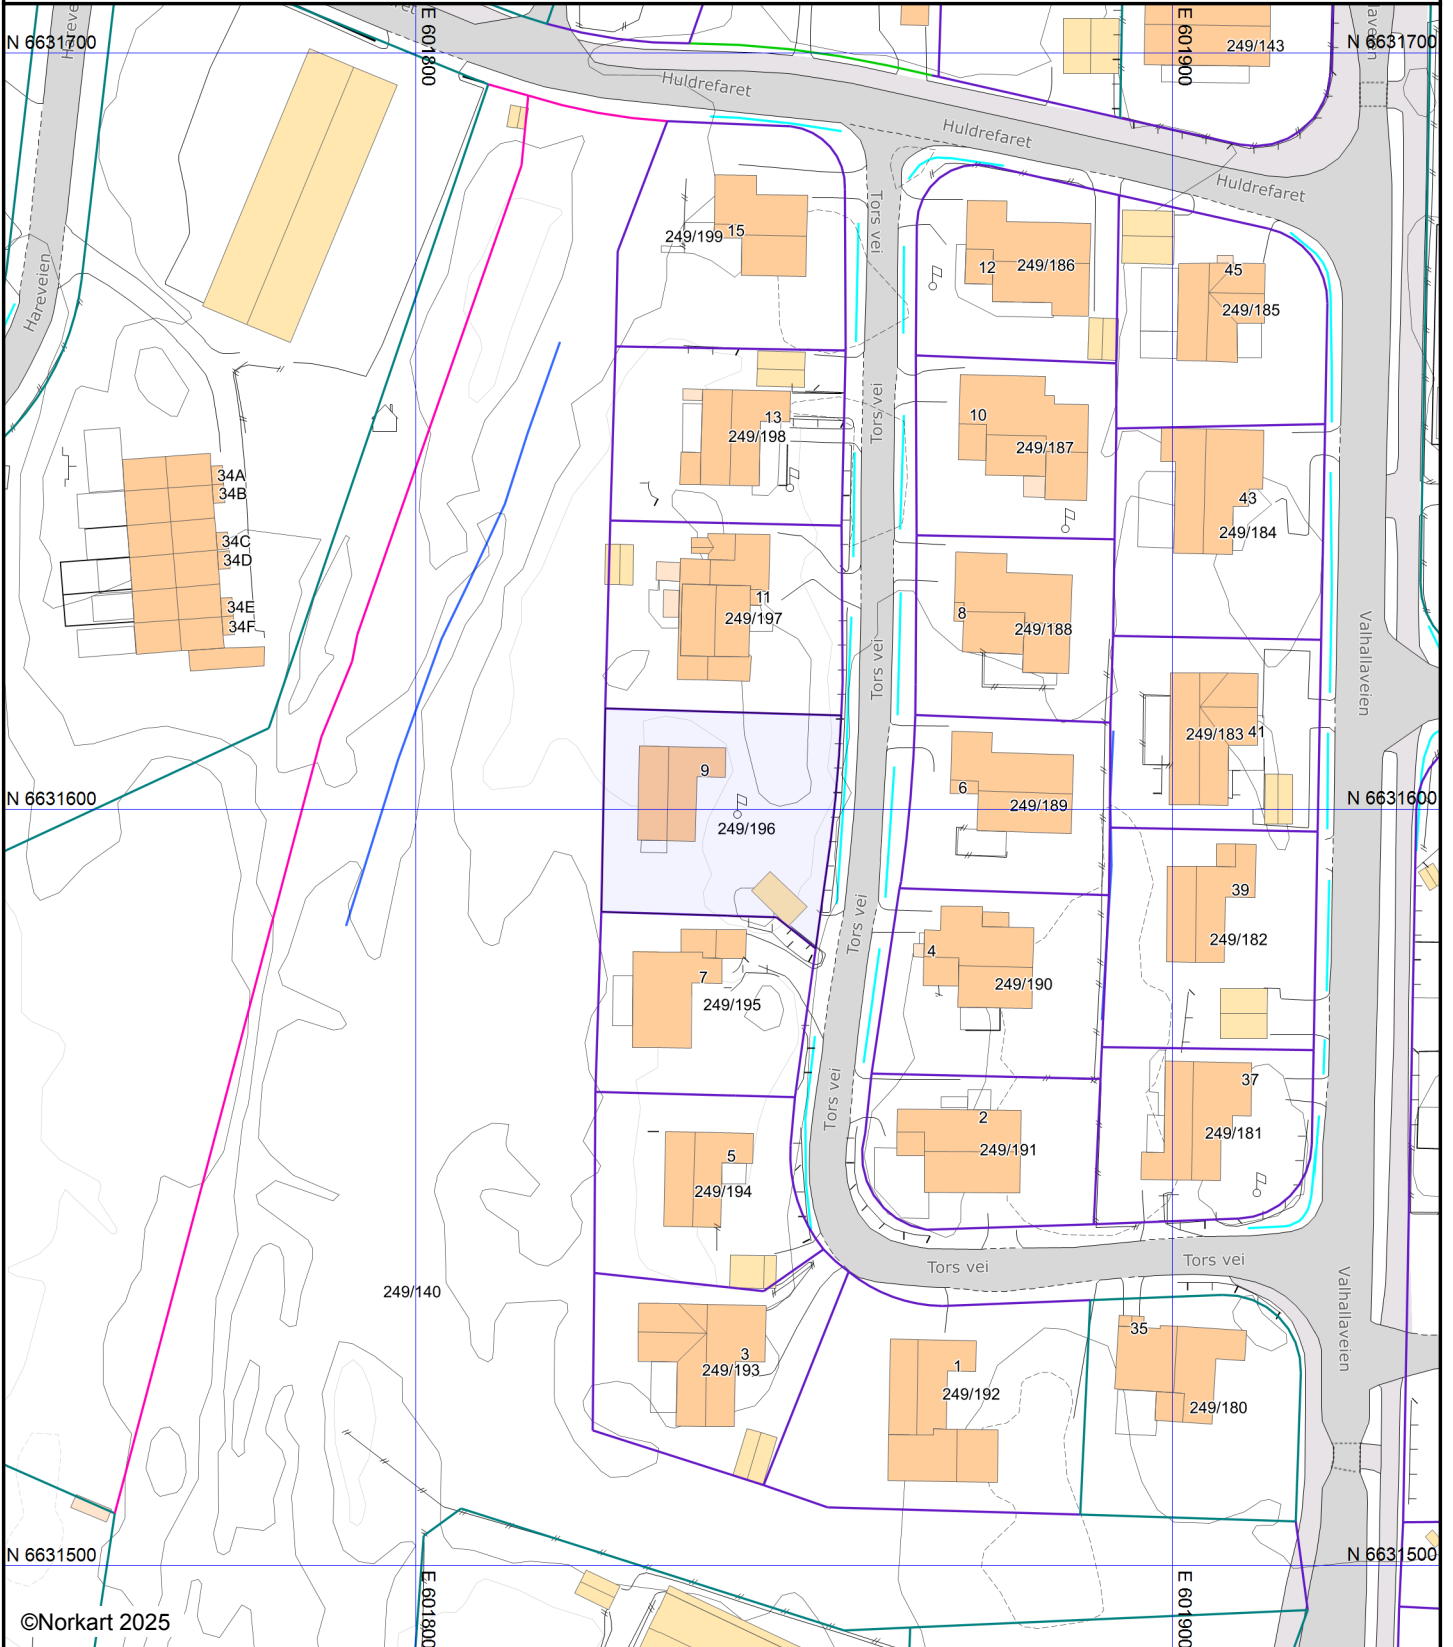 Hareve
ret
E 601800
E 601900
aveien
N 6631700
N 6631700
249/143
Huldrefaret
Huldrefaret
Huldrefaret
Hareveien
Tors vei
249/199
15
12
249/186
45
249/185
13
249/198
Tors vei
10
249/187
43
249/184
34A
34B
34C
34D
34E
34F
11
249/197
Tors vei
8
249/188
Valhallaveien
249/183
41
9
249/196
6
249/189
N 6631600
N 6631600
39
249/182
Tors vei
4
249/190
7
249/195
37
249/181
Tors vei
2
249/191
5
249/194
Tors vei
Tors vei
Valhallaveien
249/140
35
249/180
3
249/193
1
249/192
N 6631500
N 6631500
E 601800
E 601900
©Norkart 2025